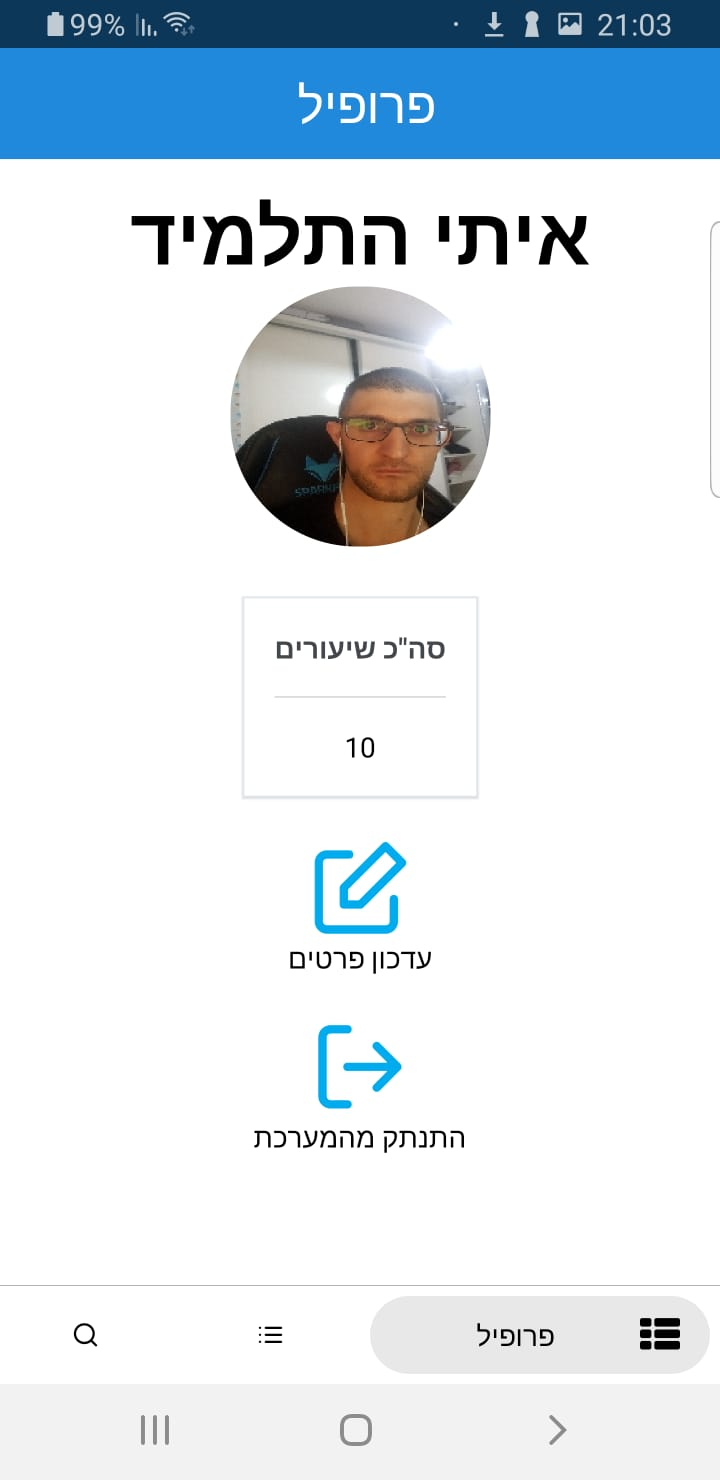 99% 21:03
פרופיל
איתי התלמיד
סה"כ שיעורים
10
עדכון פרטים
התנתק מהמערכת
פרופיל